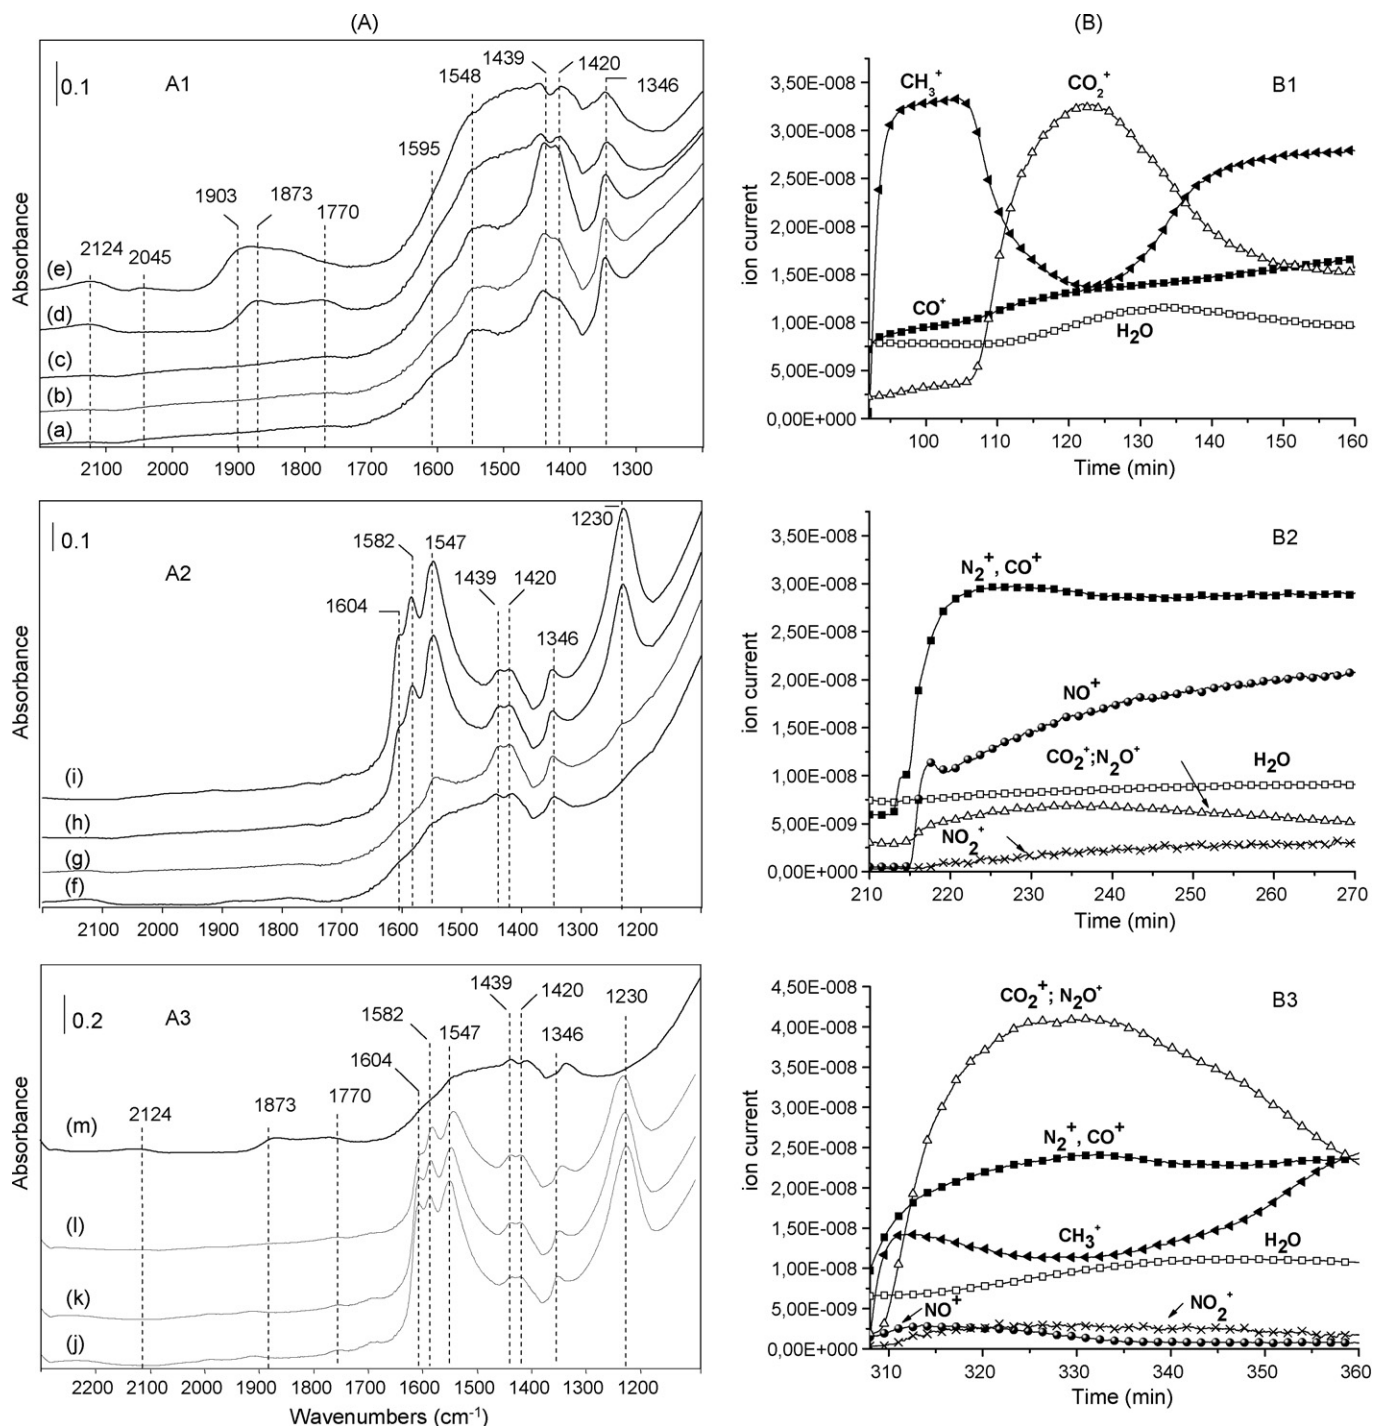 (A)
0.1
A1
1439
1420
1548
1346
1595
1903
1873
1770
2124
2045
(e)
(d)
(c)
(b)
(a)
Absorbance
2100 2000 1900 1800 1700 1600 1500 1400 1300
0.1
A2
1230
1582
1547
1439
1420
1604
1346
(i)
(h)
(g)
(f)
Absorbance
2100 2000 1900 1800 1700 1600 1500 1400 1300 1200
0.2
A3
1439
1420
1230
1582
1547
1346
1604
2124
1873
1770
(m)
(l)
(k)
(j)
Absorbance
2200 2100 2000 1900 1800 1700 1600 1500 1400 1300 1200
Wavenumbers (cm⁻¹)
(B)
B1
3,50E-008
3,00E-008
2,50E-008
2,00E-008
1,50E-008
1,00E-008
5,00E-009
0,00E+000
ion current
CH₃⁺
CO₂⁺
CO⁺
H₂O
100 110 120 130 140 150 160
Time (min)
B2
3,50E-008
3,00E-008
2,50E-008
2,00E-008
1,50E-008
1,00E-008
5,00E-009
0,00E+000
ion current
N₂⁺, CO⁺
NO⁺
CO₂⁺;N₂O⁺
H₂O
NO₂⁺
210 220 230 240 250 260 270
Time (min)
B3
4,50E-008
4,00E-008
3,50E-008
3,00E-008
2,50E-008
2,00E-008
1,50E-008
1,00E-008
5,00E-009
0,00E+000
ion current
CO₂⁺; N₂O⁺
N₂⁺, CO⁺
CH₃⁺
H₂O
NO⁺
NO₂⁺
310 320 330 340 350 360
Time (min)